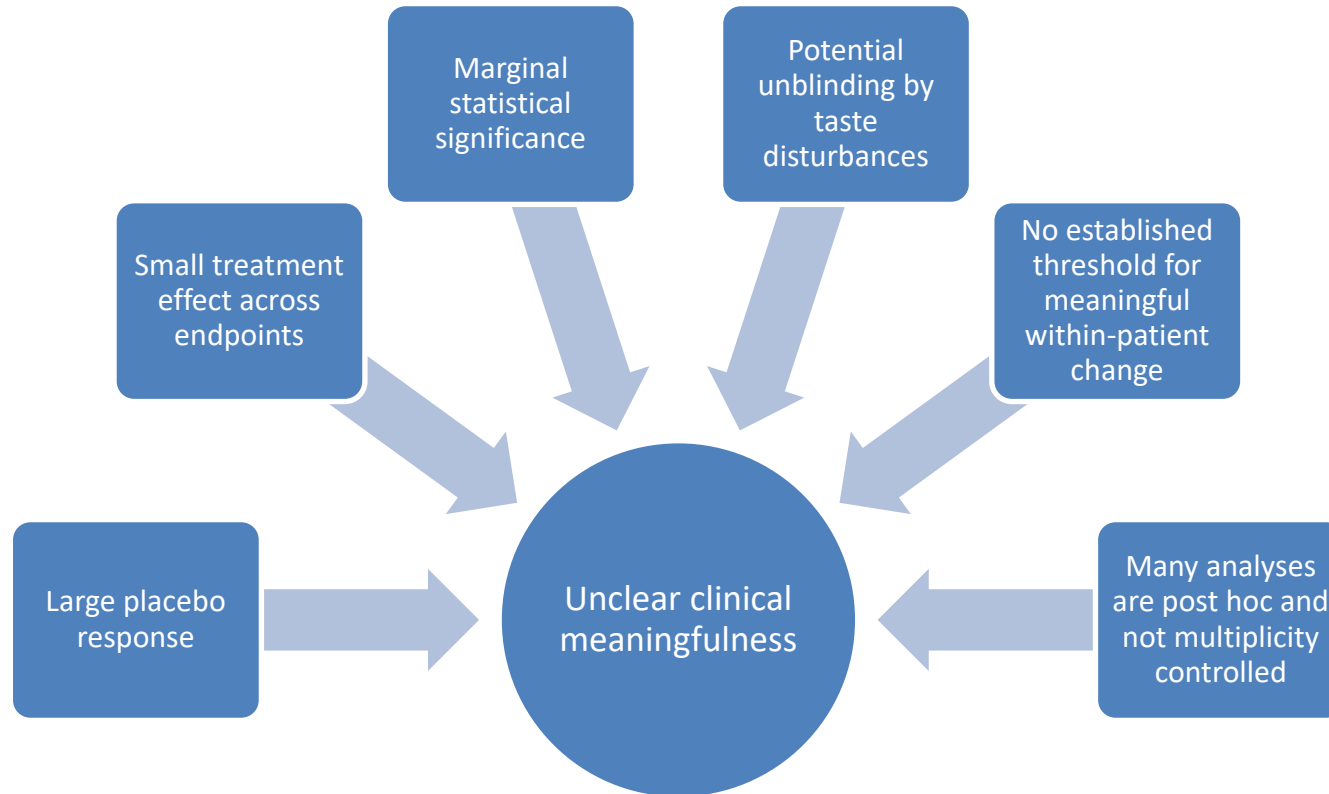 Marginal
statistical
significance
Potential
unblinding by
taste
disturbances
Small treatment
effect across
endpoints
No established
threshold for
meaningful
within-patient
change
Large placebo
response
Unclear clinical
meaningfulness
Many analyses
are post hoc and
not multiplicity
controlled